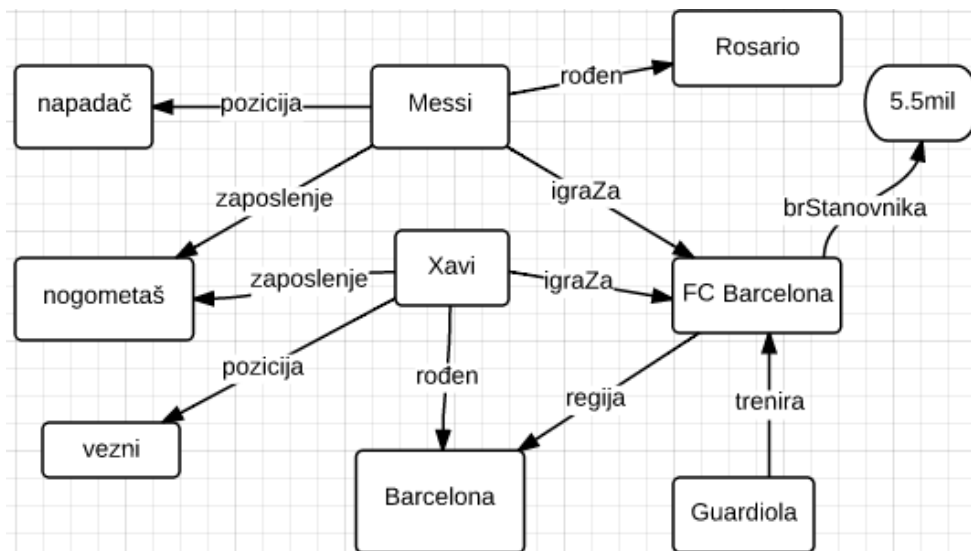 Rosario
rođen
5.5mil
napadač
pozicija
Messi
zaposlenje
igraZa
brStanovnika
Xavi
zaposlenje
igraZa
nogometaš
FC Barcelona
pozicija
rođen
regija
trenira
vezni
Barcelona
Guardiola